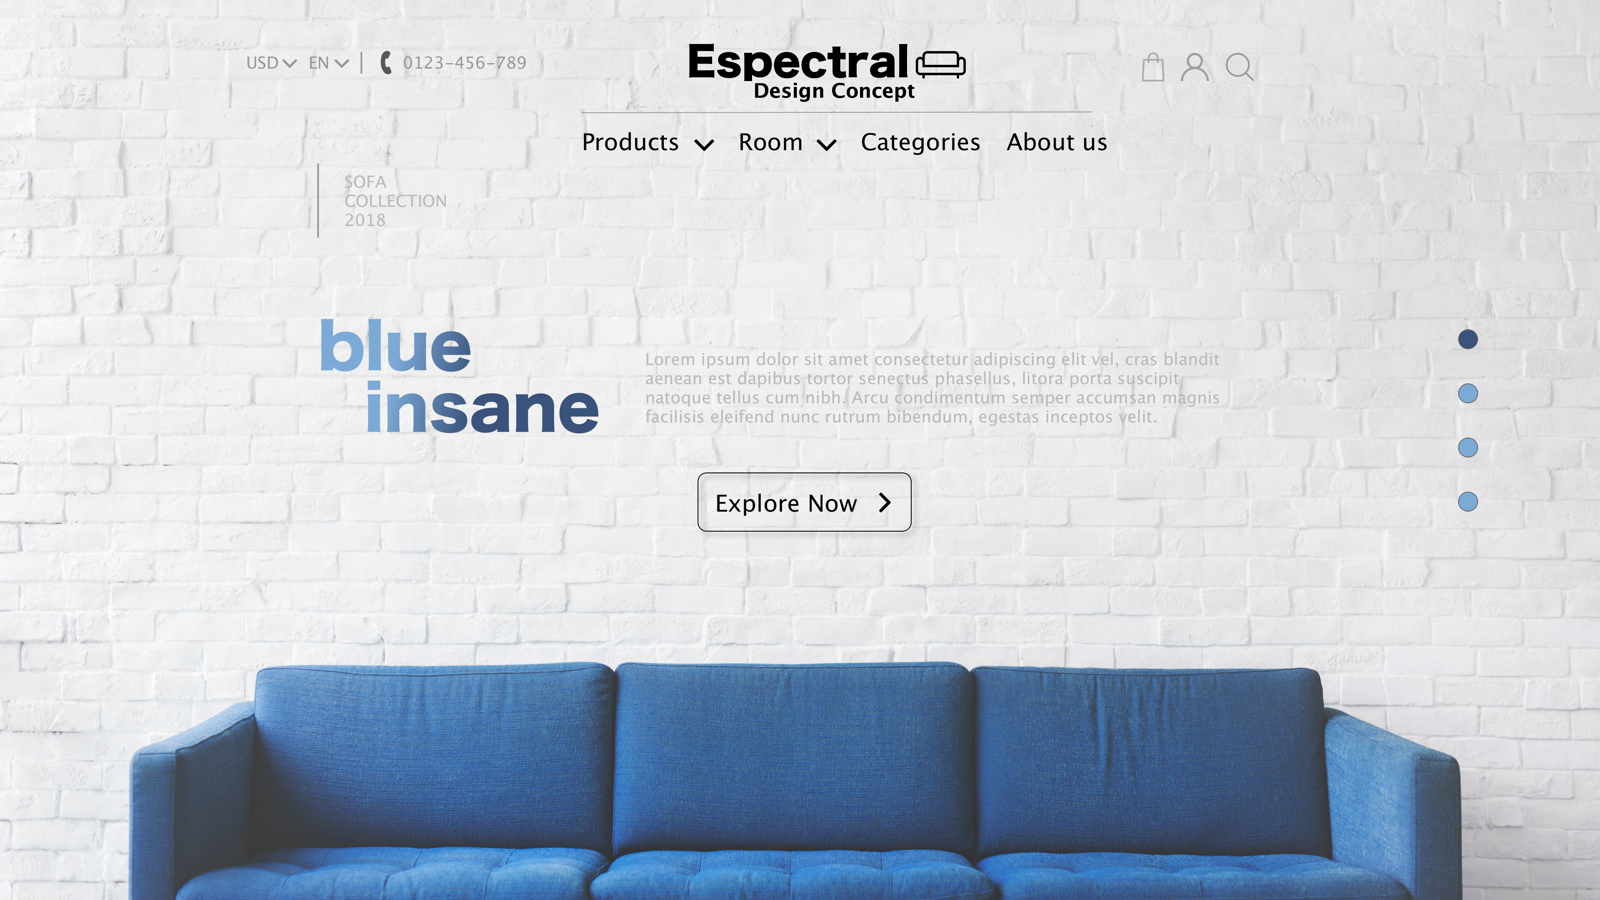 USD EN | 0123-456-789
Espectral
Design Concept
Products Room Categories About us
SOFA
COLLECTION
2018
blue
insane
Lorem ipsum dolor sit amet consectetur adipiscing elit vel, cras blandit
aenean est dapibus tortor senectus phasellus, litora porta suscipit,
natoque tellus cum nibh. Arcu condimentum semper accumsan magnis
facilisis eleifend nunc rutrum bibendum, egestas inceptos velit.
Explore Now